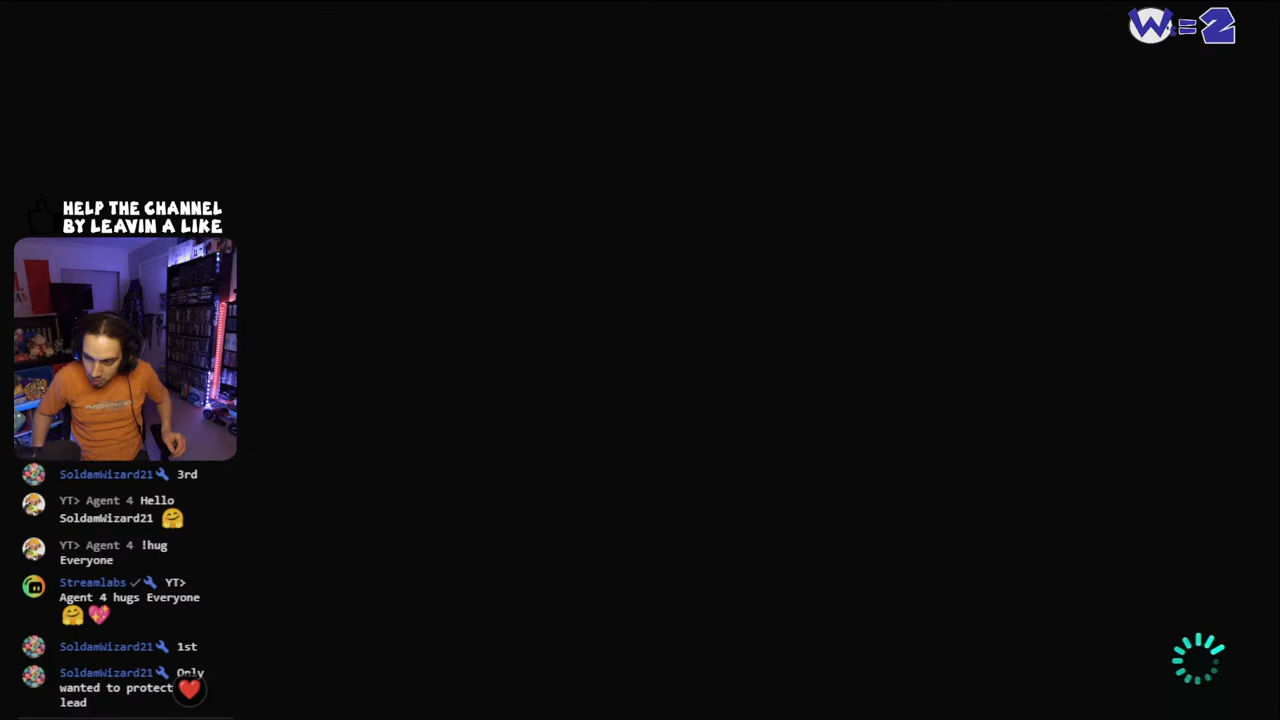 W=2
HELP THE CHANNEL
BY LEAVIN A LIKE
SoldamWizard21 3rd
YT> Agent 4 Hello
SoldamWizard21 🤗
YT> Agent 4 !hug
Everyone
Streamlabs YT>
Agent 4 hugs Everyone
🤗💖
SoldamWizard21 1st
SoldamWizard21 Only
wanted to protect
lead